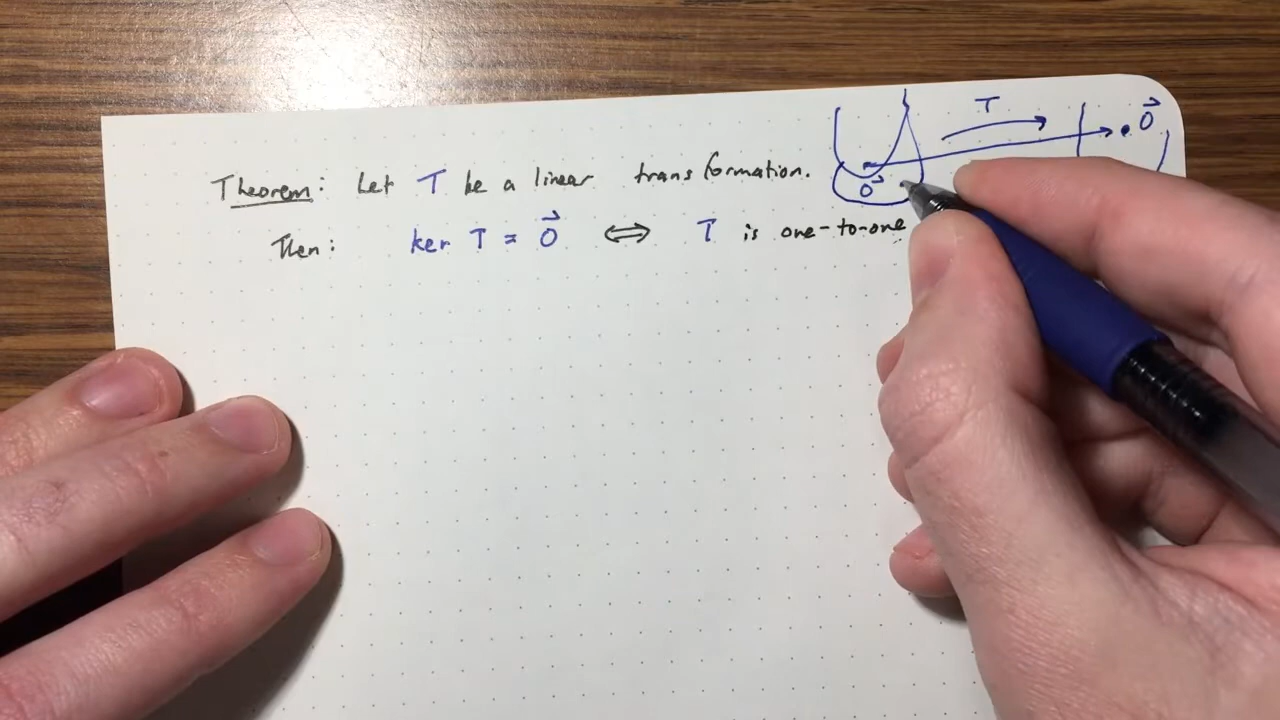 T
0⃗
Theorem: Let T be a linear transformation.
0⃗
Then: ker T = 0⃗ ⟺ T is one-to-one